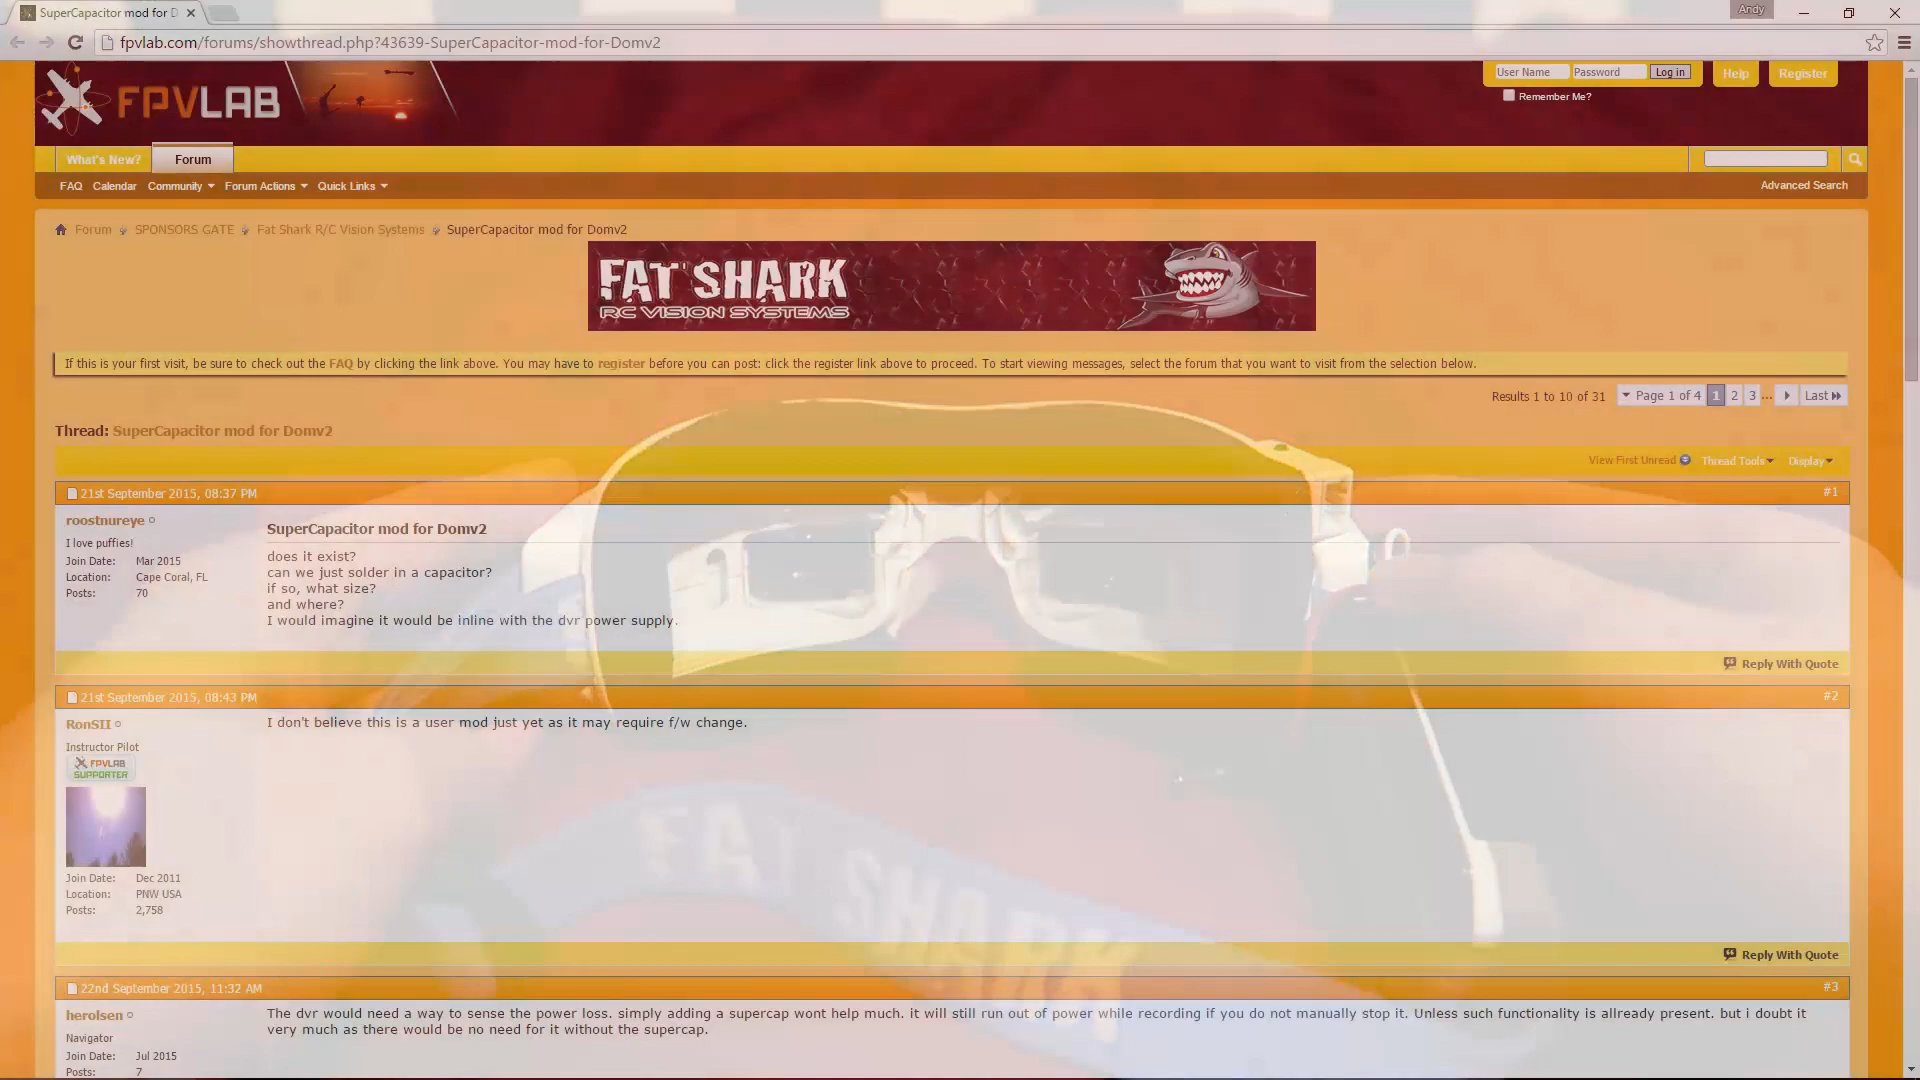 SuperCapacitor mod for D
Andy
fpvlab.com/forums/showthread.php?43639-SuperCapacitor-mod-for-Domv2
FPVLAB
User Name Password Log in Help Register
Remember Me?
What's New? Forum
FAQ Calendar Community Forum Actions Quick Links Advanced Search
Forum SPONSORS GATE Fat Shark R/C Vision Systems SuperCapacitor mod for Domv2
FAT SHARK
RC VISION SYSTEMS
If this is your first visit, be sure to check out the FAQ by clicking the link above. You may have to register before you can post: click the register link above to proceed. To start viewing messages, select the forum that you want to visit from the selection below.
Results 1 to 10 of 31 Page 1 of 4 1 2 3 ... Last
Thread: SuperCapacitor mod for Domv2
View First Unread Thread Tools Display
21st September 2015, 08:37 PM #1
roostnureye
I love puffies!
Join Date: Mar 2015
Location: Cape Coral, FL
Posts: 70
SuperCapacitor mod for Domv2
does it exist?
can we just solder in a capacitor?
if so, what size?
and where?
I would imagine it would be inline with the dvr power supply.
Reply With Quote
21st September 2015, 08:43 PM #2
RonSII
Instructor Pilot
FPVLAB
SUPPORTER
Join Date: Dec 2011
Location: PNW USA
Posts: 2,758
I don't believe this is a user mod just yet as it may require f/w change.
FAT SHARK
Reply With Quote
22nd September 2015, 11:32 AM #3
herolsen
Navigator
Join Date: Jul 2015
Posts: 7
The dvr would need a way to sense the power loss. simply adding a supercap wont help much. it will still run out of power while recording if you do not manually stop it. Unless such functionality is allready present. but i doubt it
very much as there would be no need for it without the supercap.